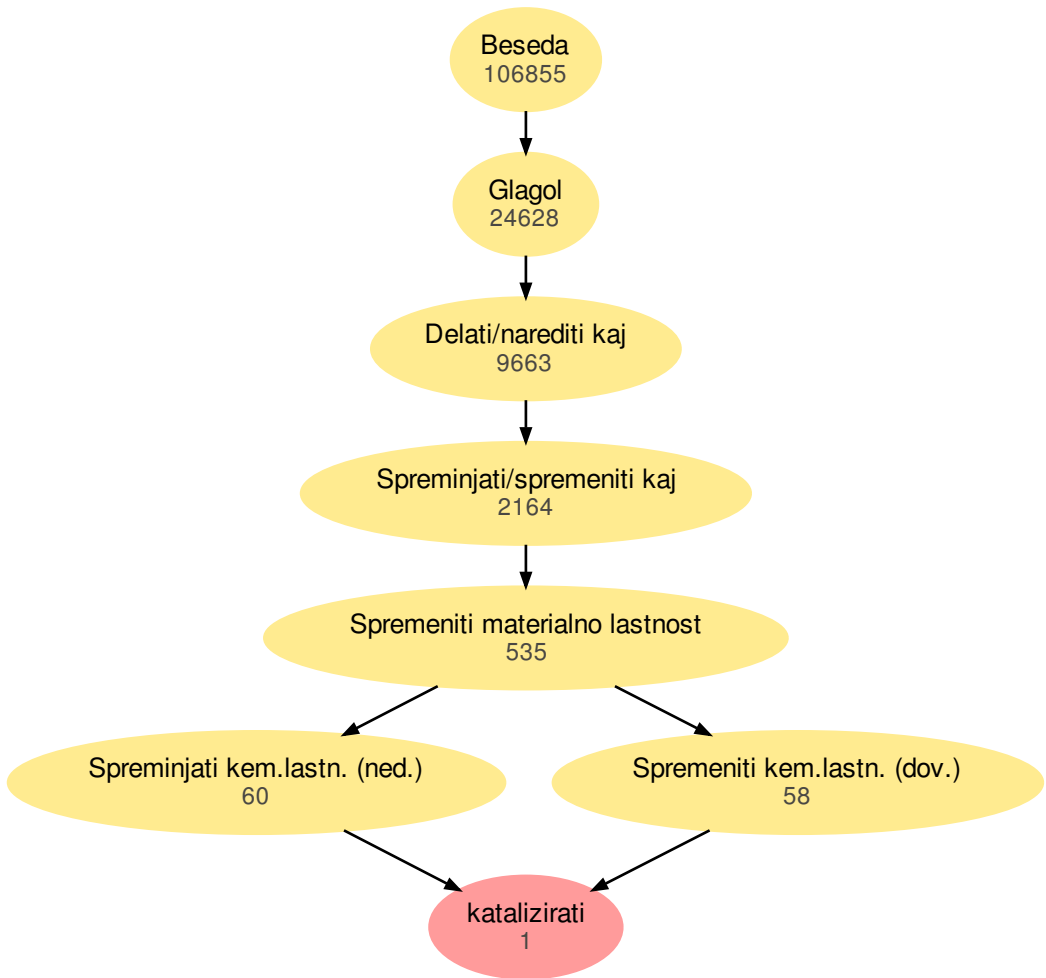 Beseda
106855
Glagol
24628
Delati/narediti kaj
9663
Spreminjati/spremeniti kaj
2164
Spremeniti materialno lastnost
535
Spreminjati kem.lastn. (ned.)
60
Spremeniti kem.lastn. (dov.)
58
katalizirati
1